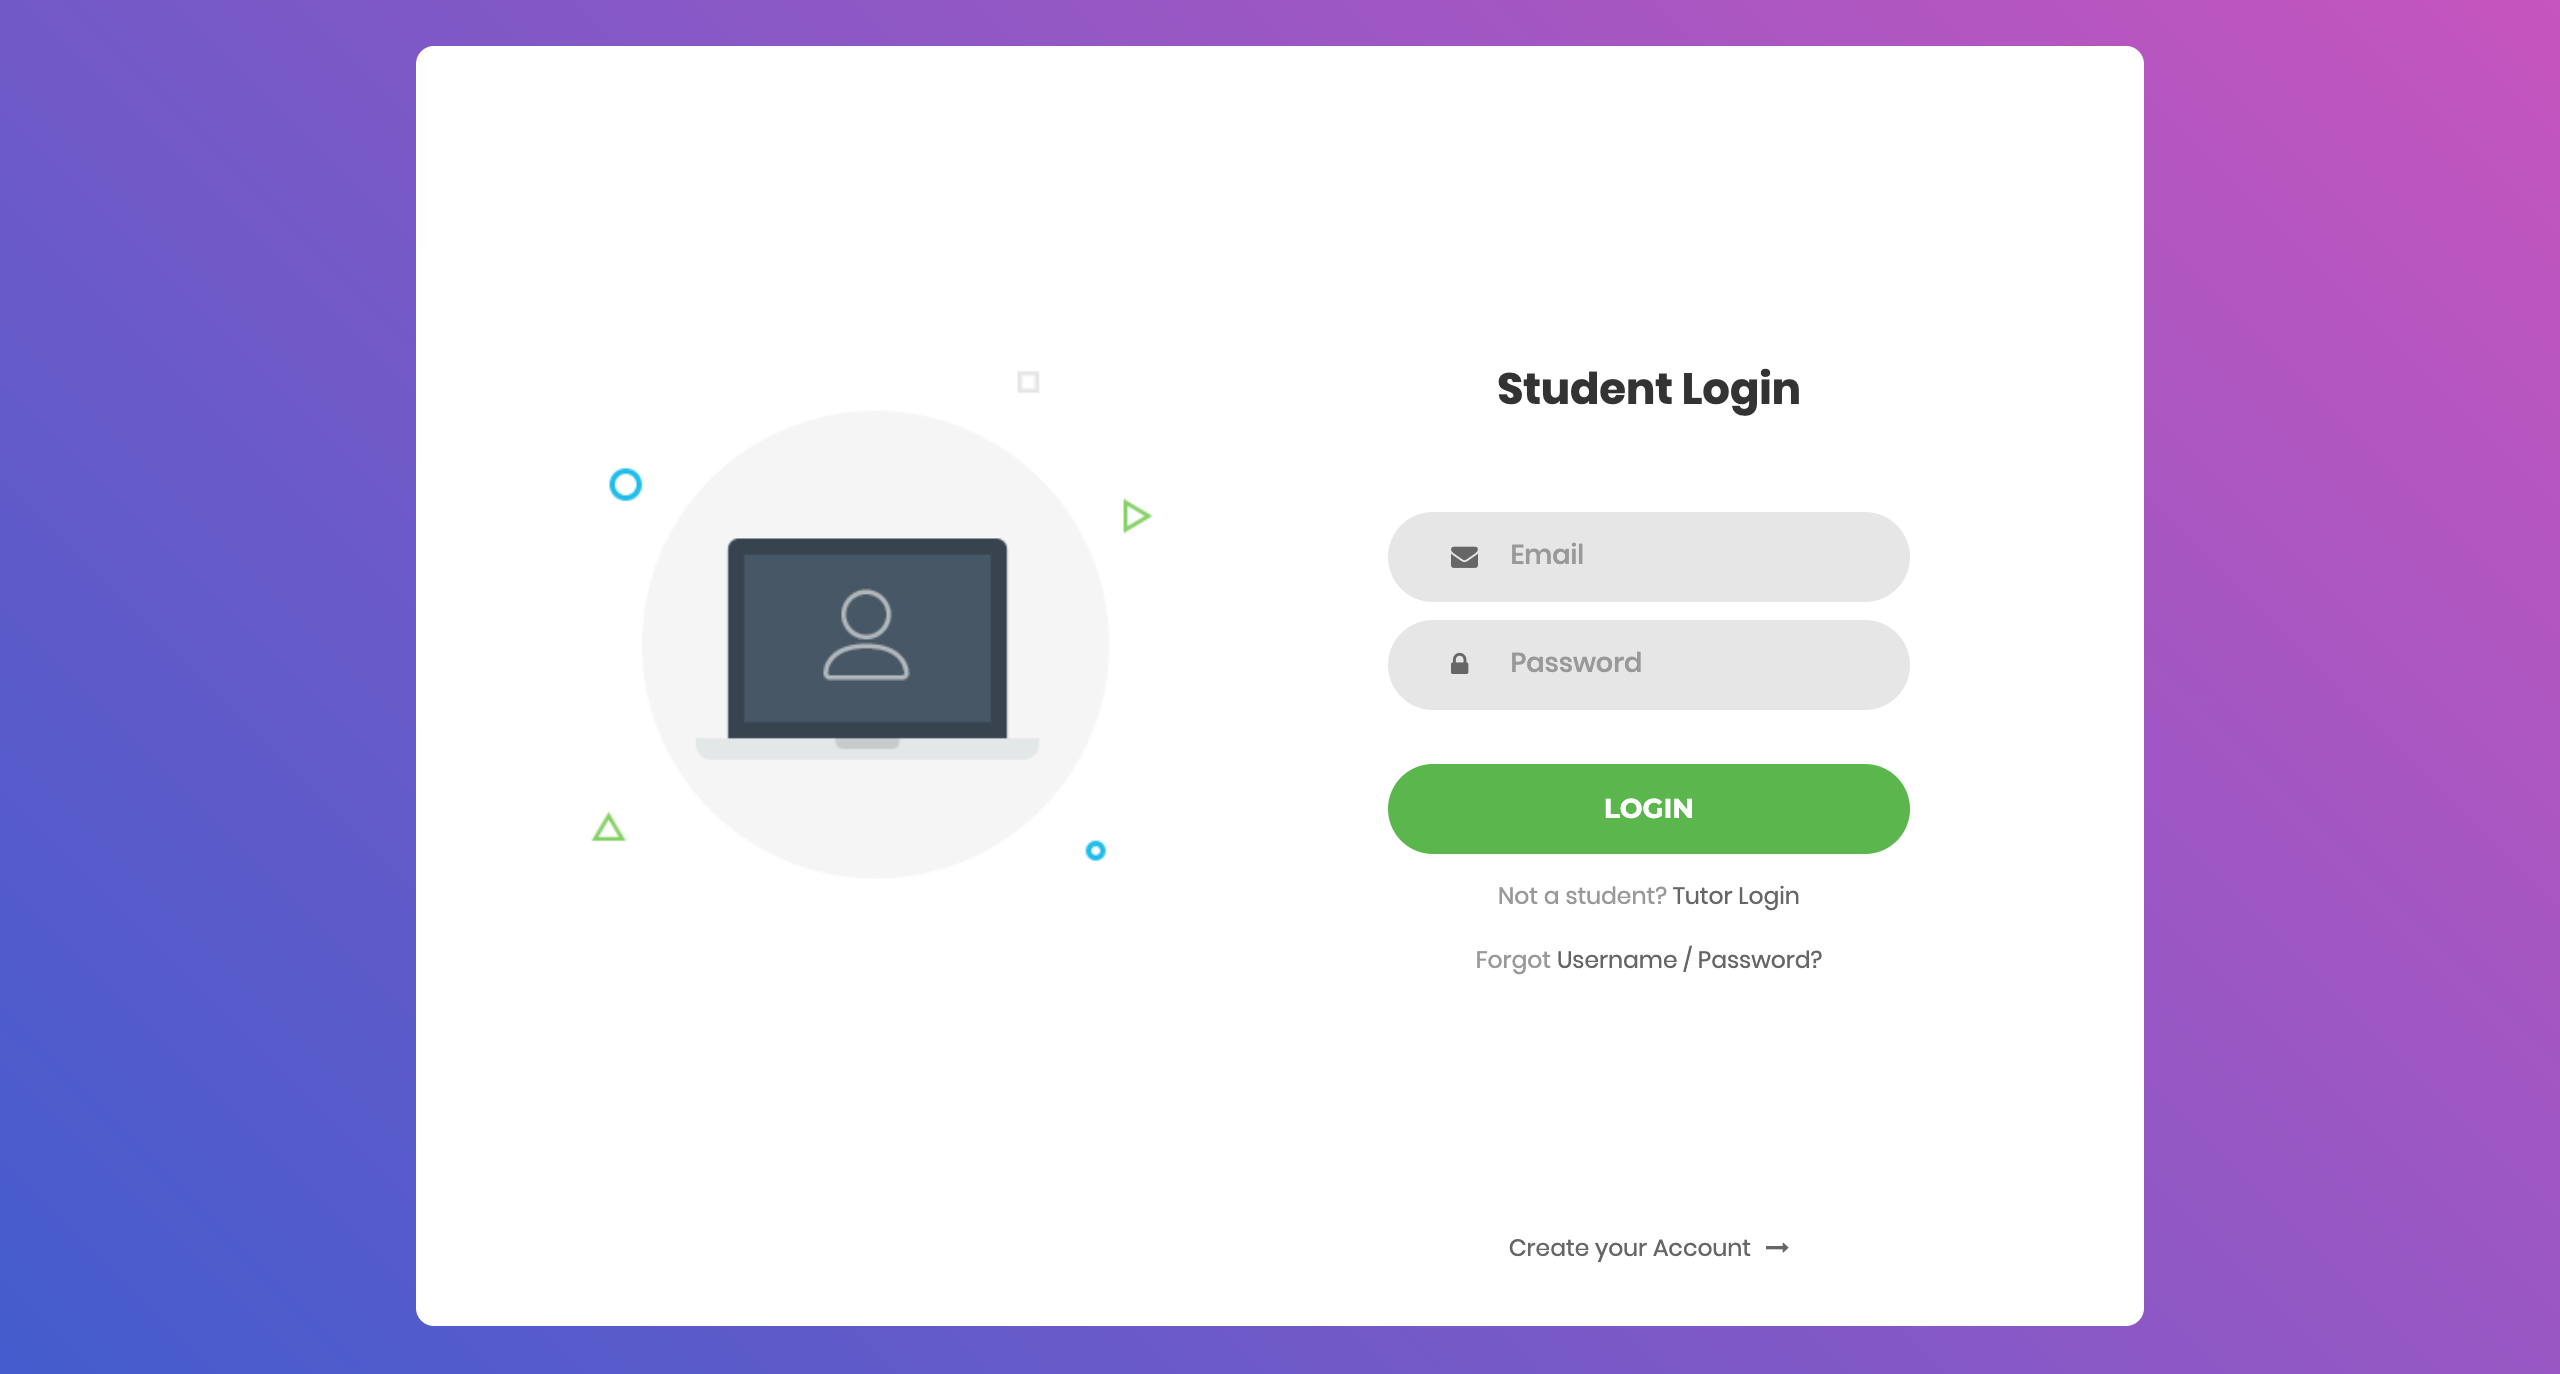 Student Login
Email
Password
LOGIN
Not a student? Tutor Login
Forgot Username / Password?
Create your Account